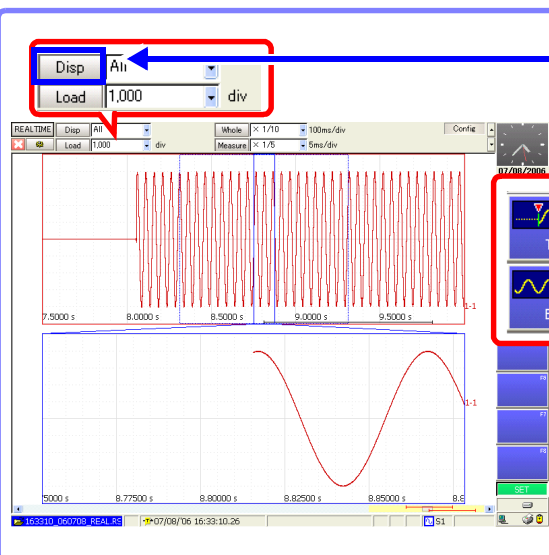 Disp All
Load 1,000 div
REALTIME Disp All Whole × 1/10 100ms/div Config
Load 1,000 div Measure × 1/5 5ms/div
07/08/2006
T
E
1-1
7.5000 s 8.0000 s 8.5000 s 9.0000 s 9.5000 s
1-1
F8
F7
F8
5000 s 8.77500 s 8.80000 s 8.82500 s 8.85000 s 8.8
SET
163310_060708_REAL.RS 07/08/'06 16:33:10.26 S1